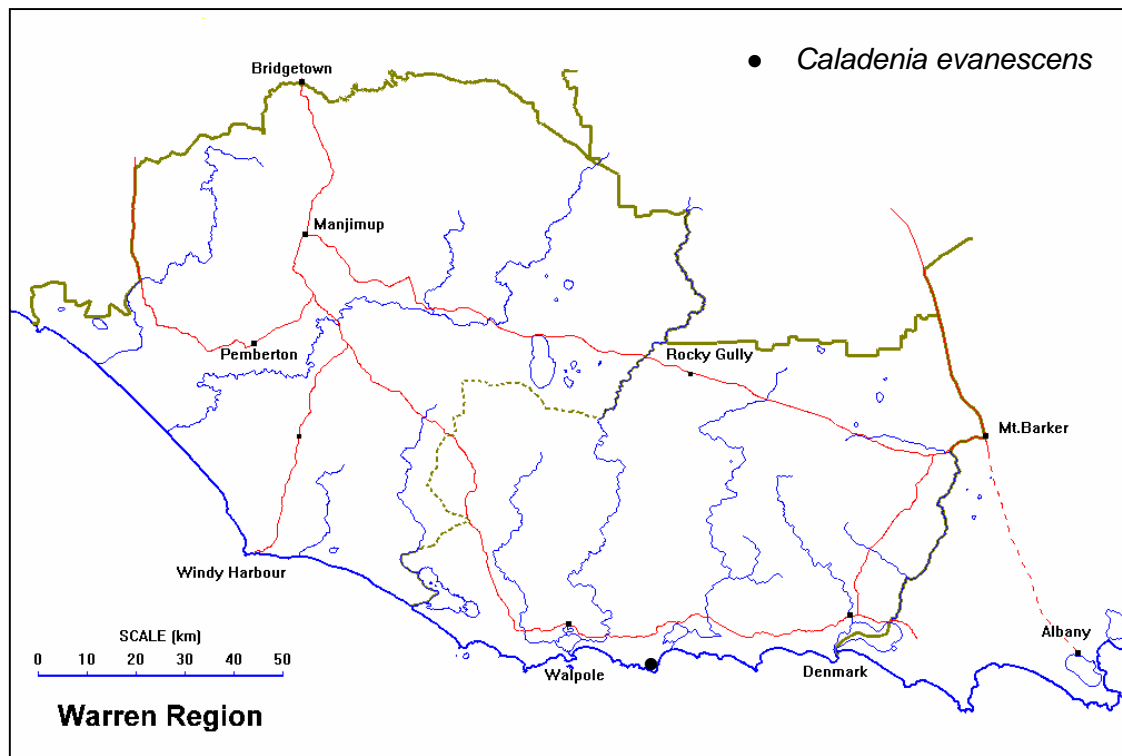 Caladenia evanescens
Bridgetown
Manjimup
Pemberton
Rocky Gully
Mt.Barker
Windy Harbour
SCALE (km)
0 10 20 30 40 50
Walpole
Denmark
Albany
Warren Region